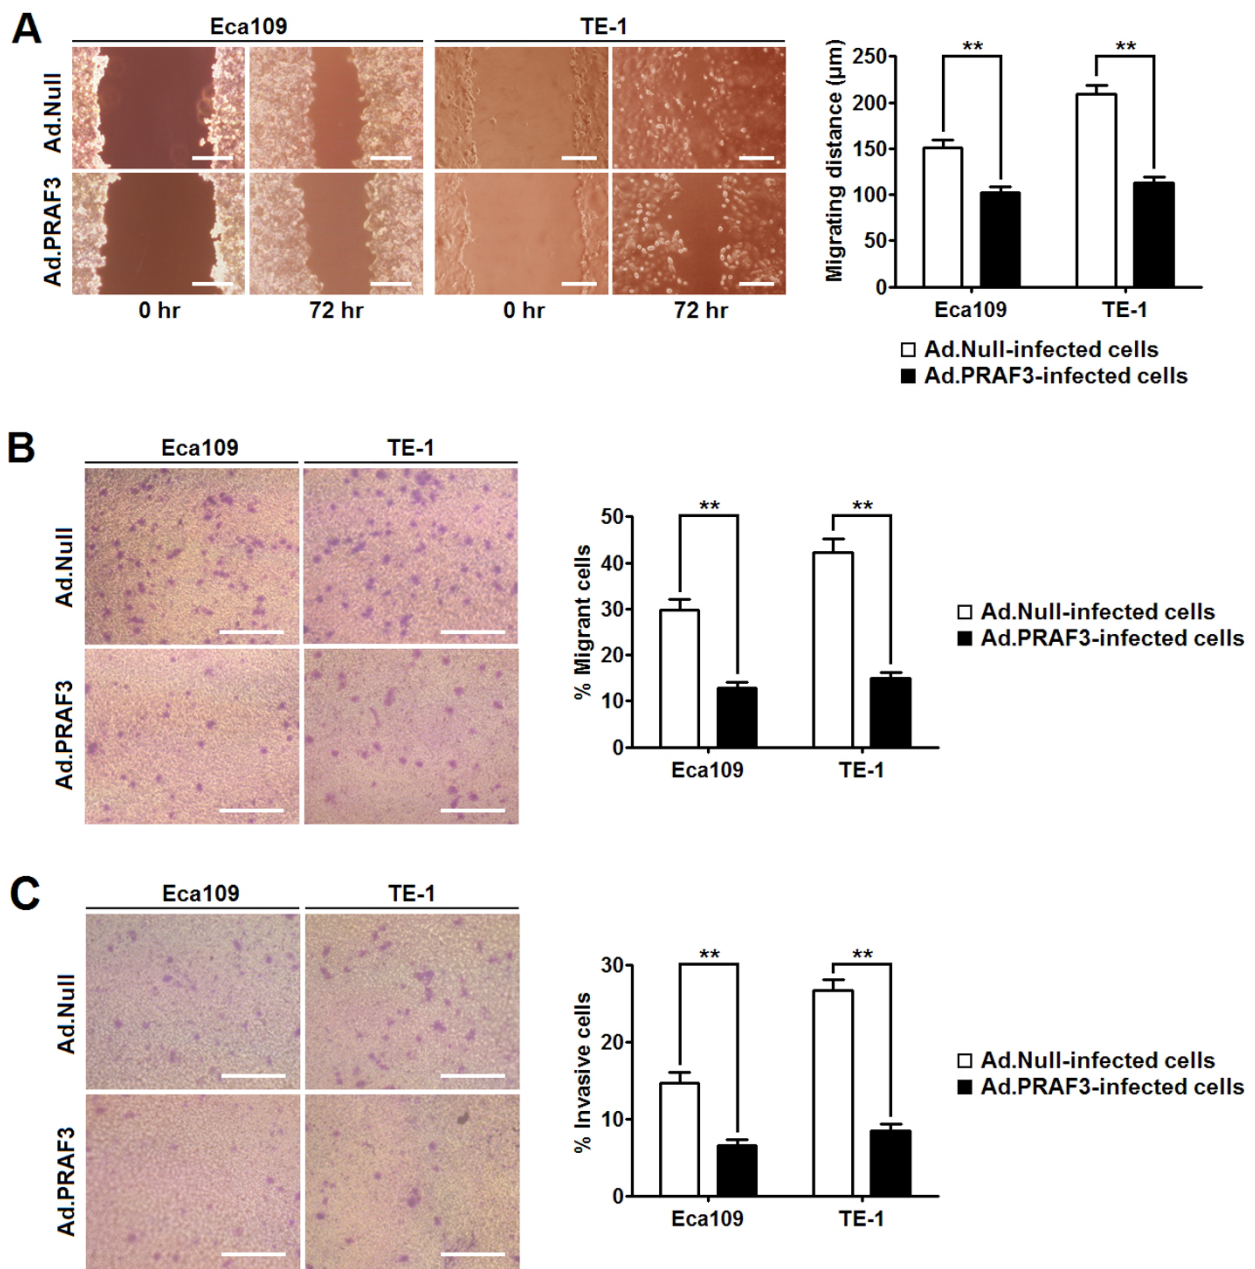 A
Eca109
TE-1
Ad.Null
Ad.PRAF3
0 hr
72 hr
0 hr
72 hr
Migrating distance (μm)
250
200
150
100
50
0
**
**
Eca109
TE-1
Ad.Null-infected cells
Ad.PRAF3-infected cells
B
Eca109
TE-1
Ad.Null
Ad.PRAF3
% Migrant cells
50
40
30
20
10
0
**
**
Eca109
TE-1
Ad.Null-infected cells
Ad.PRAF3-infected cells
C
Eca109
TE-1
Ad.Null
Ad.PRAF3
% Invasive cells
30
20
10
0
**
**
Eca109
TE-1
Ad.Null-infected cells
Ad.PRAF3-infected cells